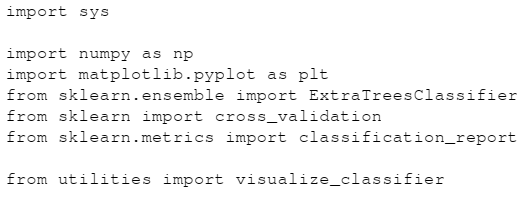 import sys
import numpy as np
import matplotlib.pyplot as plt
from sklearn.ensemble import ExtraTreesClassifier
from sklearn import cross_validation
from sklearn.metrics import classification_report
from utilities import visualize_classifier